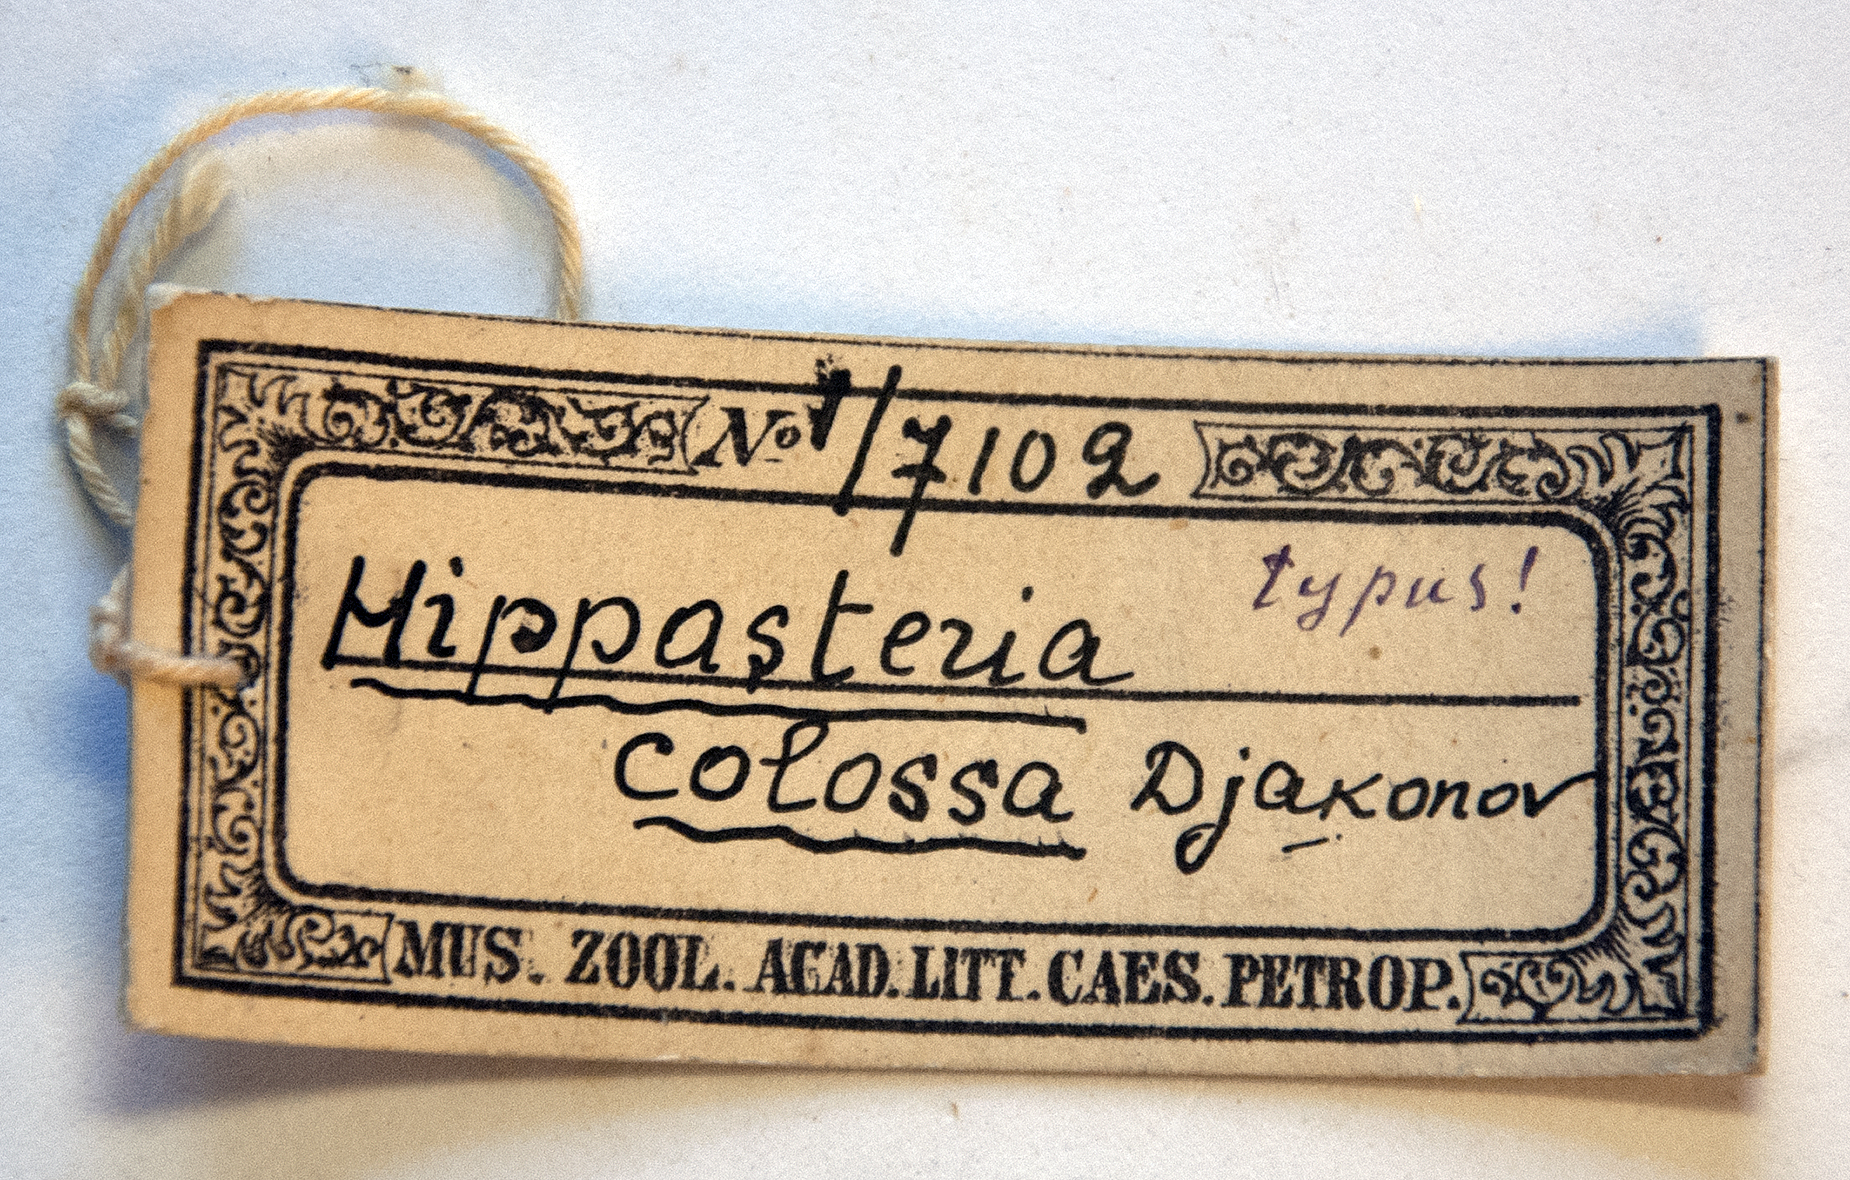 No 1/7102
typus!
Hippasteria
colossa Djakonov
MUS. ZOOL. ACAD. LITT. CAES. PETROP.